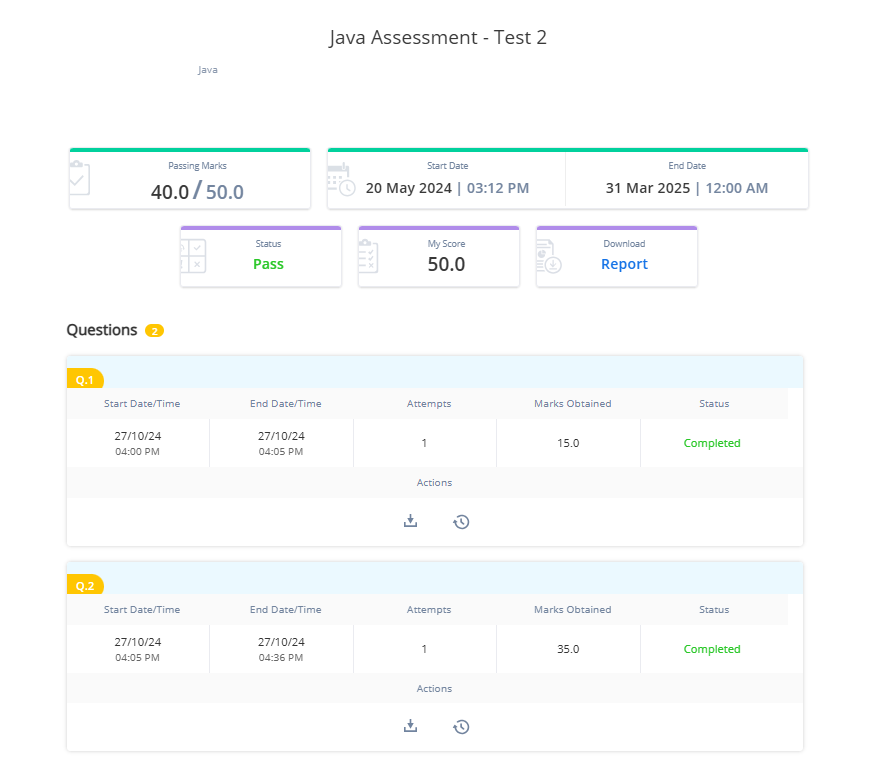 Java Assessment - Test 2
Java
Passing Marks
40.0 / 50.0
Start Date
20 May 2024 | 03:12 PM
End Date
31 Mar 2025 | 12:00 AM
Status
Pass
My Score
50.0
Download
Report
Questions 2
Q.1
Start Date/Time End Date/Time Attempts Marks Obtained Status
27/10/24 27/10/24 1 15.0 Completed
04:00 PM 04:05 PM
Actions
Q.2
Start Date/Time End Date/Time Attempts Marks Obtained Status
27/10/24 27/10/24 1 35.0 Completed
04:05 PM 04:36 PM
Actions